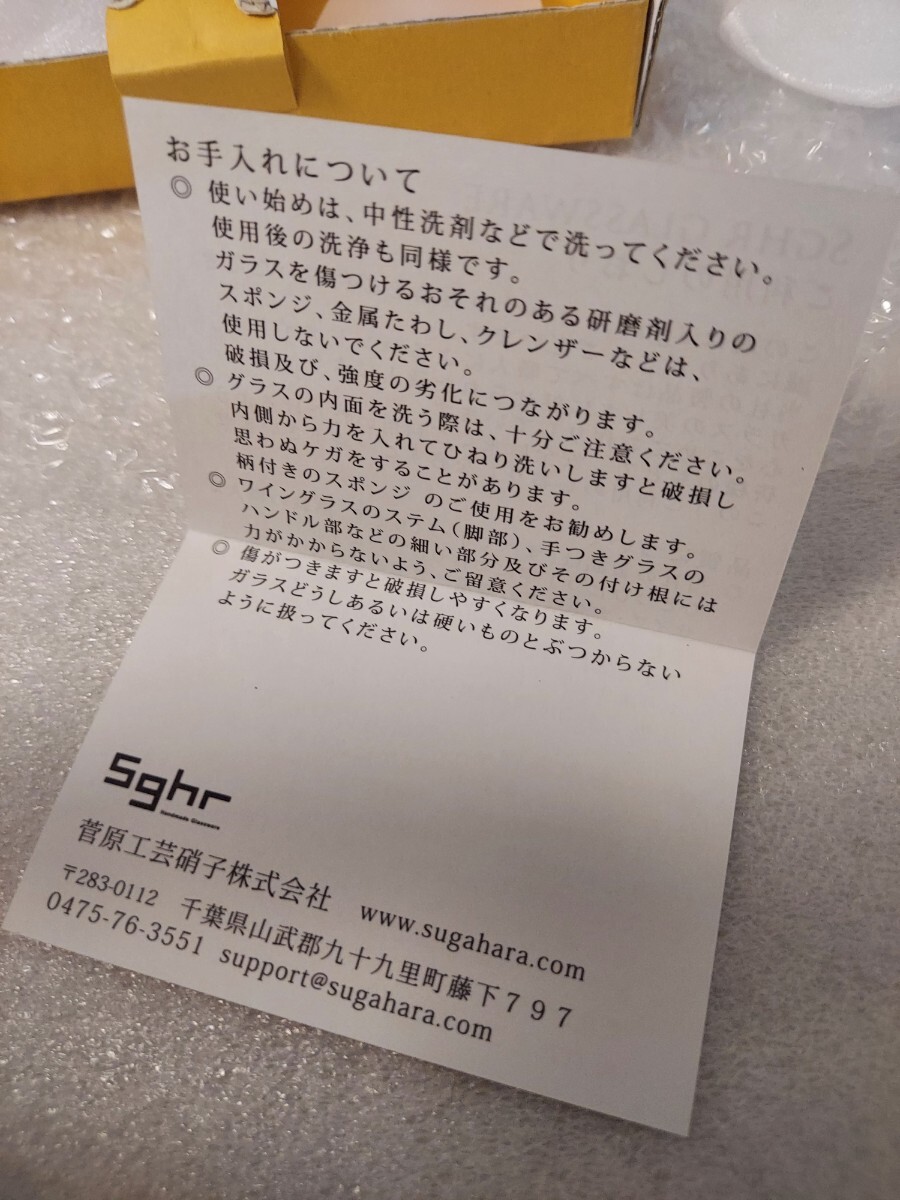 お手入れについて
◎ 使い始めは、中性洗剤などで洗ってください。
使用後の洗浄も同様です。
ガラスを傷つけるおそれのある研磨剤入りの
スポンジ、金属たわし、クレンザーなどは、
使用しないでください。
破損及び、強度の劣化につながります。
◎ グラスの内面を洗う際は、十分ご注意ください。
内側から力を入れてひねり洗いしますと破損し
思わぬケガをすることがあります。
柄付きのスポンジ のご使用をお勧めします。
◎ ワイングラスのステム(脚部)、手つきグラスの
ハンドル部などの細い部分及びその付け根には
力がかからないよう、ご留意ください。
◎ 傷がつきますと破損しやすくなります。
ガラスどうしあるいは硬いものとぶつからない
ように扱ってください。
sghr
Handmade Glassware
菅原工芸硝子株式会社 www.sugahara.com
〒283-0112 千葉県山武郡九十九里町藤下797
0475-76-3551 support@sugahara.com